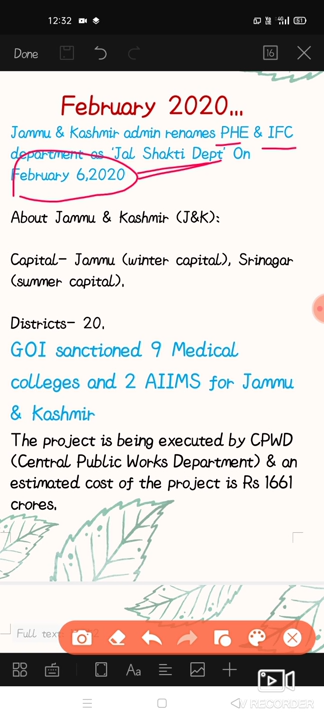 12:32
61
Done
16
February 2020...
Jammu & Kashmir admin renames PHE & IFC
department as 'Jal Shakti Dept' On
February 6,2020
About Jammu & Kashmir (J&K):
Capital- Jammu (winter capital), Srinagar
(summer capital).
Districts- 20.
GOI sanctioned 9 Medical
colleges and 2 AIIMS for Jammu
& Kashmir
The project is being executed by CPWD
(Central Public Works Department) & an
estimated cost of the project is Rs 1661
crores.
Full tex
Aa
RECORDER